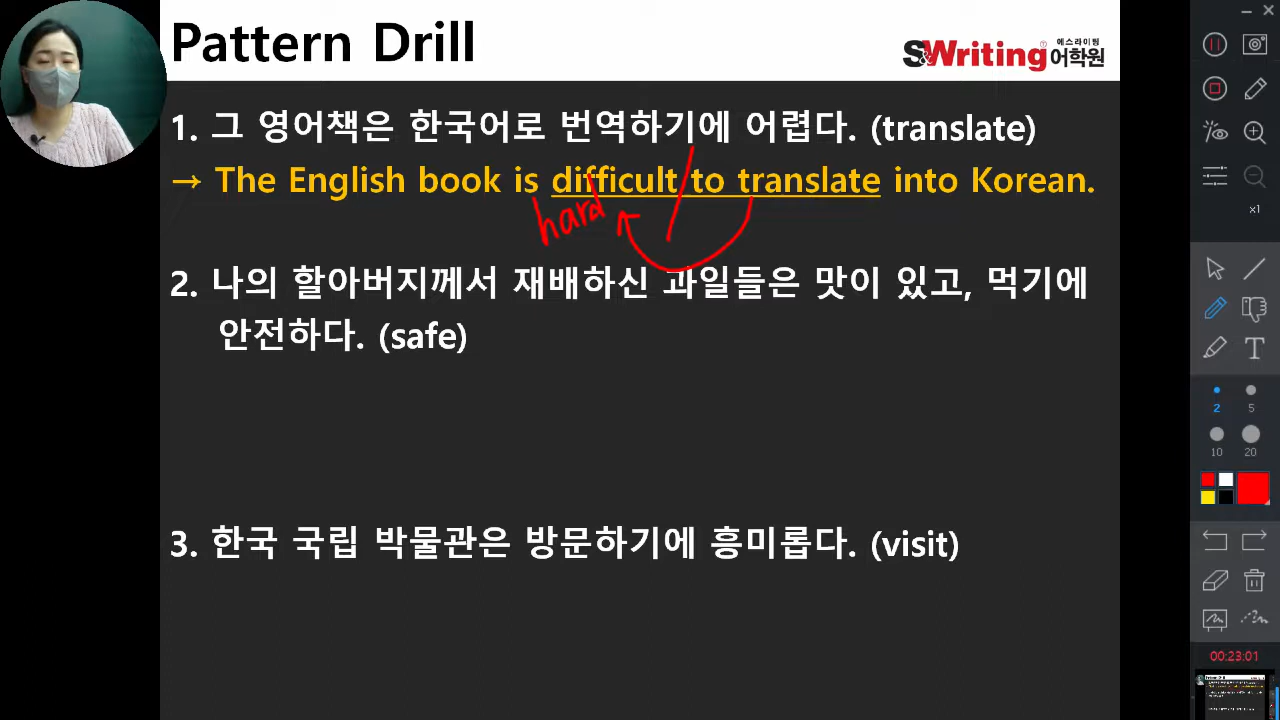 Pattern Drill
S&Writing 에스라이팅 어학원
1. 그 영어책은 한국어로 번역하기에 어렵다. (translate)
→ The English book is difficult to translate into Korean.
hard
2. 나의 할아버지께서 재배하신 과일들은 맛이 있고, 먹기에
안전하다. (safe)
3. 한국 국립 박물관은 방문하기에 흥미롭다. (visit)
x1
T
2 5
10 20
00:23:01